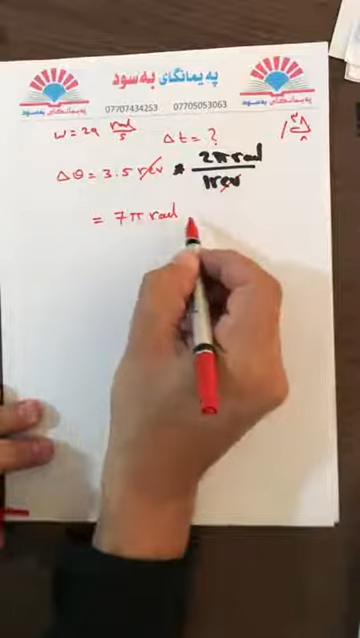 پەیمانگای بەسود
07707434253 07705053063
پەیمانگای بەسود
پەیمانگای بەسود
ω = 29 rad/s Δt = ?
Δθ = 3.5 rev * 2π rad / 1 rev
= 7π rad